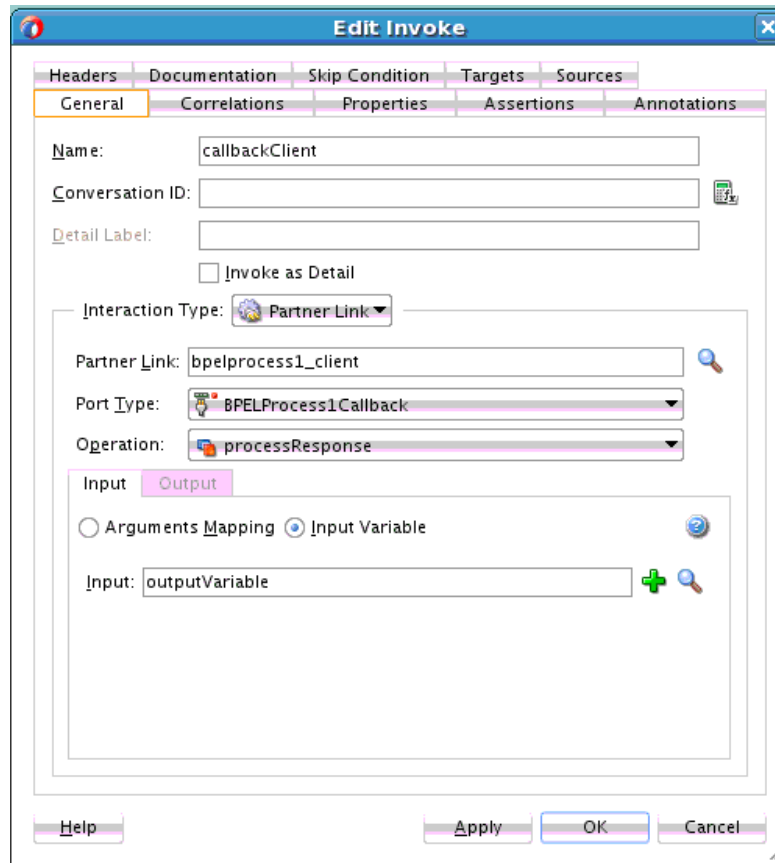 Edit Invoke
Headers Documentation Skip Condition Targets Sources
General Correlations Properties Assertions Annotations
Name: callbackClient
Conversation ID:
Detail Label:
Invoke as Detail
Interaction Type: Partner Link
Partner Link: bpelprocess1_client
Port Type: BPELProcess1Callback
Operation: processResponse
Input Output
Arguments Mapping Input Variable
Input: outputVariable
Help Apply OK Cancel